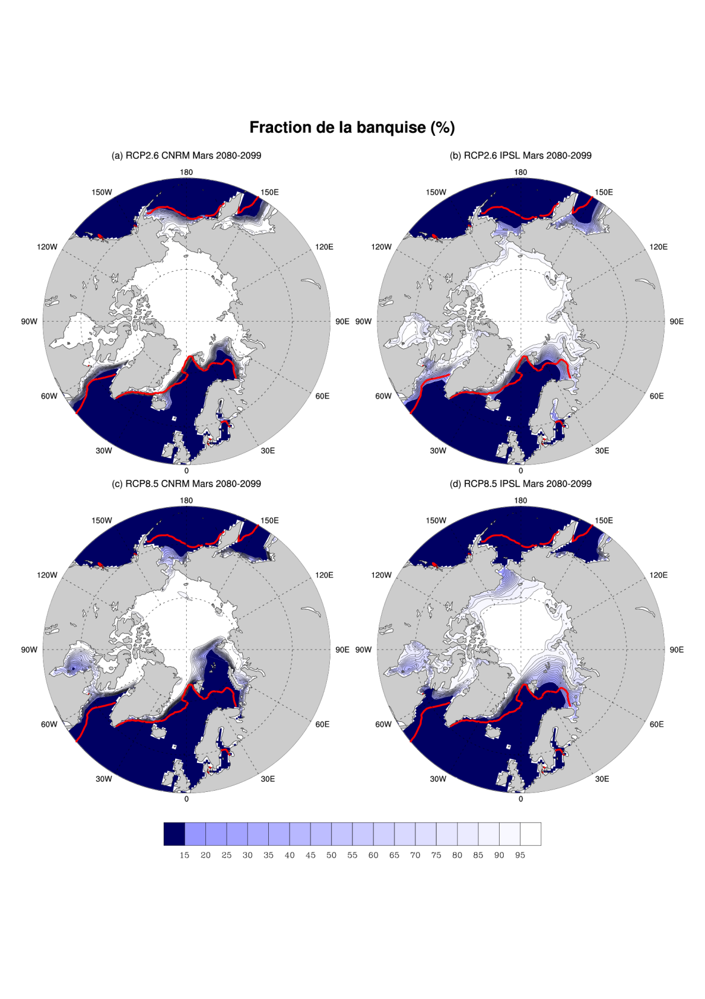 Fraction de la banquise (%)
(a) RCP2.6 CNRM Mars 2080-2099
180
150W 150E
120W 120E
90W 90E
60W 60E
30W 30E
0
(b) RCP2.6 IPSL Mars 2080-2099
180
150W 150E
120W 120E
90W 90E
60W 60E
30W 30E
0
(c) RCP8.5 CNRM Mars 2080-2099
180
150W 150E
120W 120E
90W 90E
60W 60E
30W 30E
0
(d) RCP8.5 IPSL Mars 2080-2099
180
150W 150E
120W 120E
90W 90E
60W 60E
30W 30E
0
15 20 25 30 35 40 45 50 55 60 65 70 75 80 85 90 95